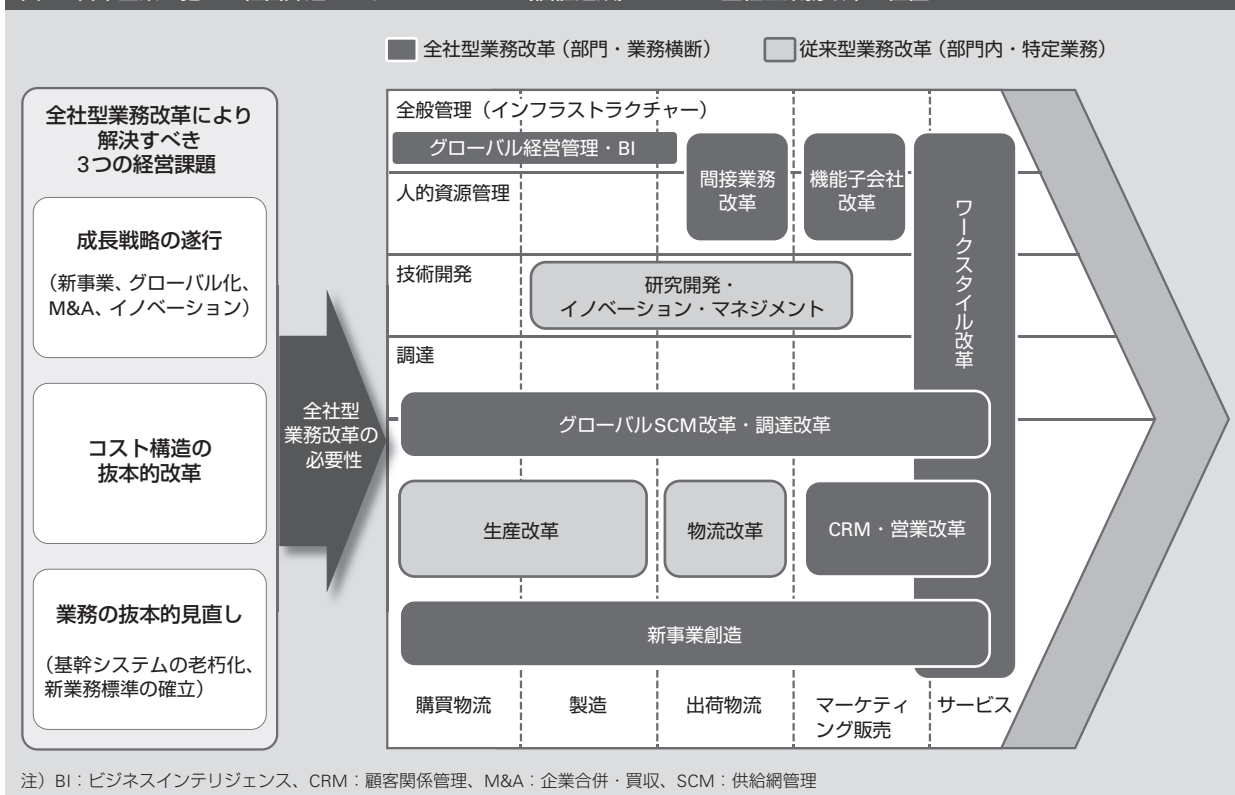 全社型業務改革（部門・業務横断）
従来型業務改革（部門内・特定業務）
全社型業務改革により
解決すべき
3つの経営課題
成長戦略の遂行
（新事業、グローバル化、
M&A、イノベーション）
コスト構造の
抜本的改革
業務の抜本的見直し
（基幹システムの老朽化、
新業務標準の確立）
全社型
業務改革の
必要性
全般管理（インフラストラクチャー）
グローバル経営管理・BI
間接業務
改革
機能子会社
改革
人的資源管理
ワークスタイル改革
技術開発
研究開発・
イノベーション・マネジメント
調達
グローバルSCM改革・調達改革
生産改革
物流改革
CRM・営業改革
新事業創造
購買物流
製造
出荷物流
マーケティ
ング販売
サービス
注）BI：ビジネスインテリジェンス、CRM：顧客関係管理、M&A：企業合併・買収、SCM：供給網管理